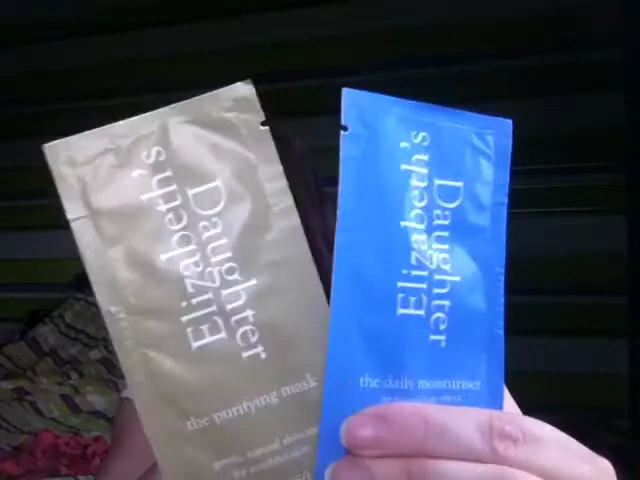 Elizabeth's
Daughter
the purifying mask
Elizabeth's
Daughter
the daily moisturiser